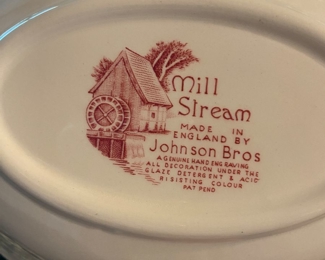 Mill
Stream
MADE IN
ENGLAND BY
Johnson Bros
A GENUINE HAND ENGRAVING
ALL DECORATION UNDER THE
GLAZE DETERGENT & ACID
RESISTING COLOUR
PAT PEND